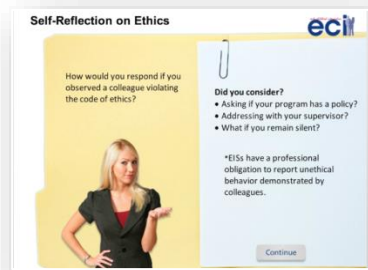 Self-Reflection on Ethics
eci
How would you respond if you
observed a colleague violating
the code of ethics?
Did you consider?
• Asking if your program has a policy?
• Addressing with your supervisor?
• What if you remain silent?
*EISs have a professional
obligation to report unethical
behavior demonstrated by
colleagues.
Continue